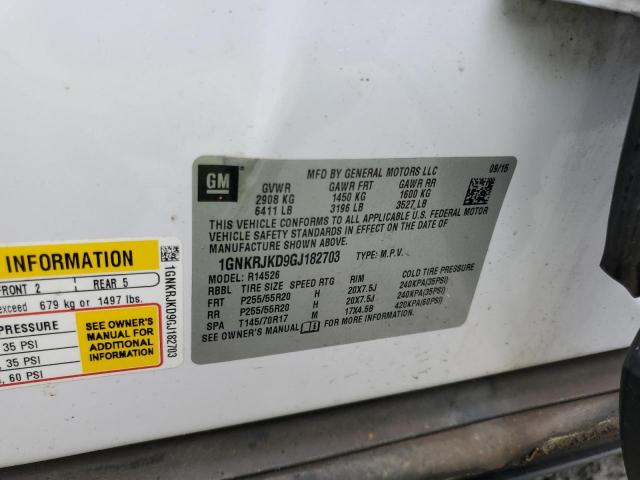 GM
MFD BY GENERAL MOTORS LLC
09/15
GVWR GAWR FRT GAWR RR
2908 KG 1450 KG 1600 KG
6411 LB 3196 LB 3527 LB
THIS VEHICLE CONFORMS TO ALL APPLICABLE U.S. FEDERAL MOTOR
VEHICLE SAFETY STANDARDS IN EFFECT ON THE DATE OF
MANUFACTURE SHOWN ABOVE.
1GNKRJKD9GJ182703 TYPE: M.P.V.
MODEL: R14526
RBBL TIRE SIZE SPEED RTG RIM COLD TIRE PRESSURE
FRT P255/55R20 H 20X7.5J 240KPA(35PSI)
RR P255/55R20 H 20X7.5J 240KPA(35PSI)
SPA T145/70R17 M 17X4.5B 420KPA(60PSI)
SEE OWNER'S MANUAL FOR MORE INFORMATION.
INFORMATION
FRONT 2 REAR 5
exceed 679 kg or 1497 lbs.
PRESSURE
35 PSI
35 PSI
60 PSI
SEE OWNER'S
MANUAL FOR
ADDITIONAL
INFORMATION
1GNKRJKD9GJ182703